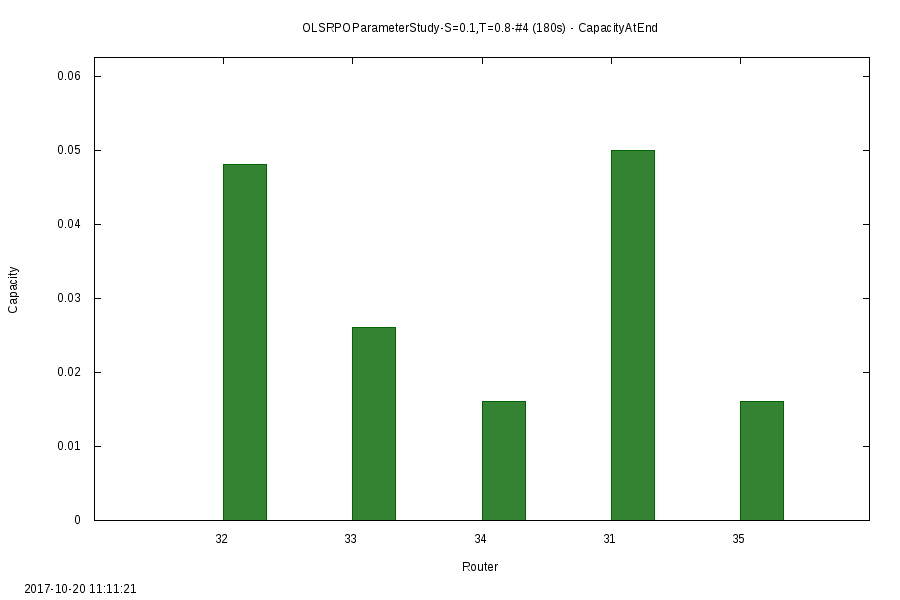 OLSRPOParameterStudy-S=0.1,T=0.8-#4 (180s) - CapacityAtEnd
0.06
0.05
0.04
0.03
0.02
0.01
0
Capacity
32 33 34 31 35
Router
2017-10-20 11:11:21